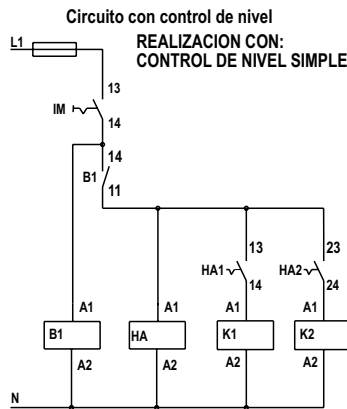 Circuito con control de nivel
L1
REALIZACION CON:
CONTROL DE NIVEL SIMPLE
13
IM
14
14
B1
11
13
23
HA1
HA2
14
24
A1
A1
A1
A1
B1
HA
K1
K2
A2
A2
A2
A2
N